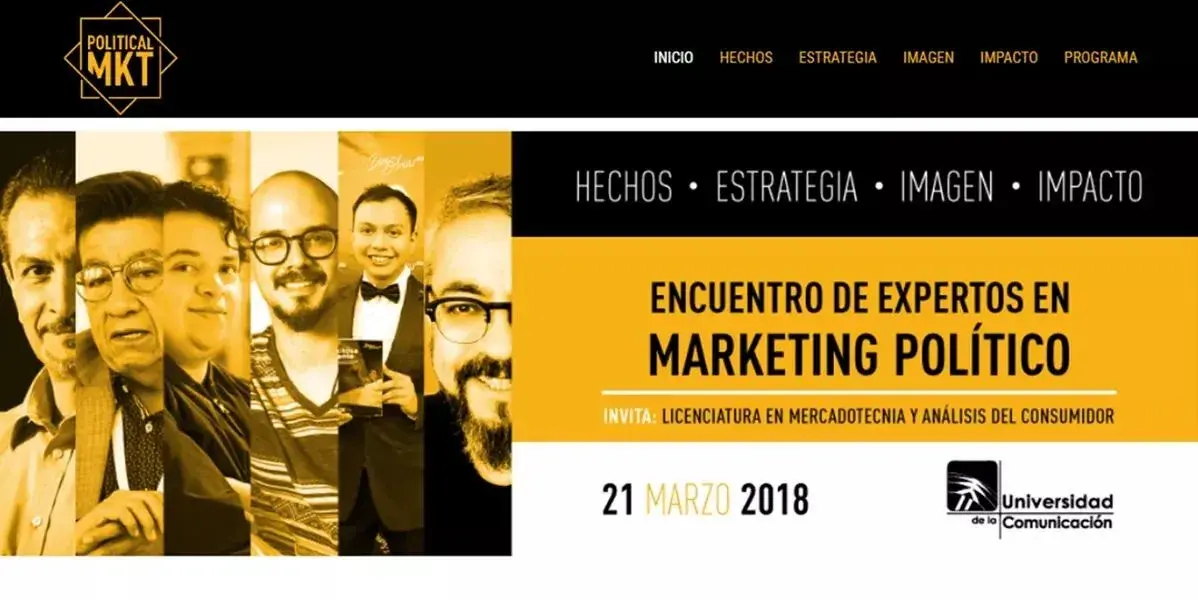 POLITICAL
MKT
INICIO HECHOS ESTRATEGIA IMAGEN IMPACTO PROGRAMA
HECHOS • ESTRATEGIA • IMAGEN • IMPACTO
ENCUENTRO DE EXPERTOS EN
MARKETING POLÍTICO
INVITA: LICENCIATURA EN MERCADOTECNIA Y ANÁLISIS DEL CONSUMIDOR
21 MARZO 2018
Universidad
de la Comunicación